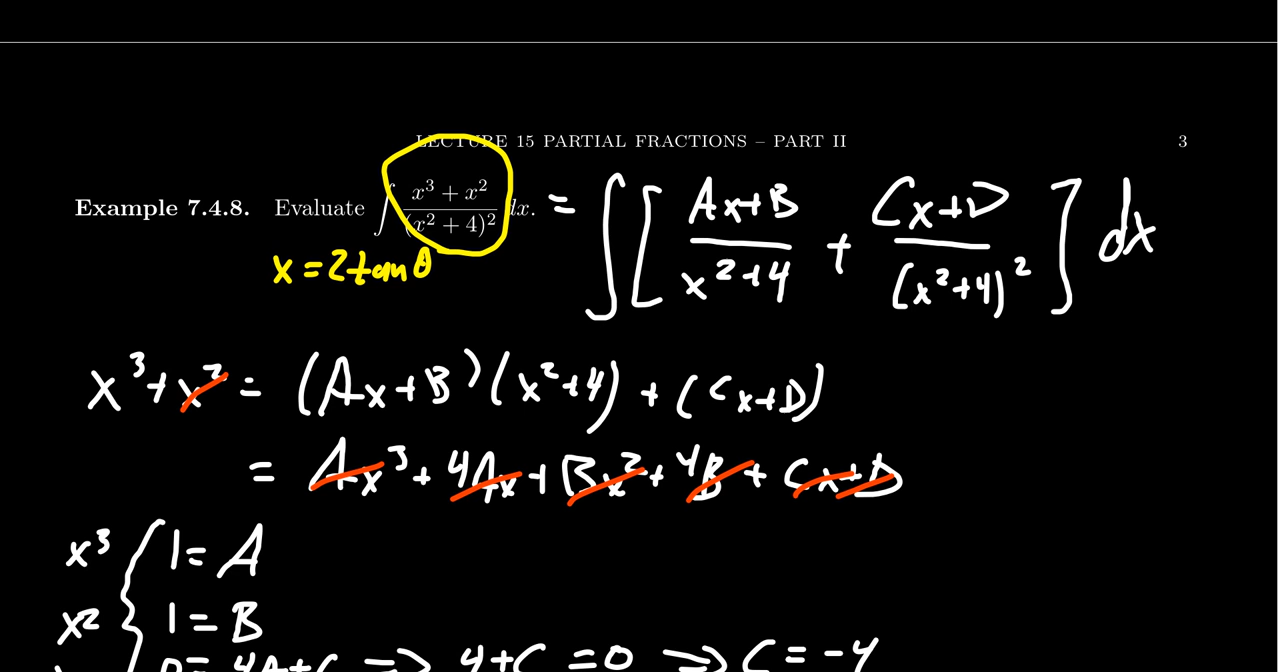 LECTURE 15 PARTIAL FRACTIONS – PART II 3
Example 7.4.8. Evaluate ∫ (x³ + x²)/(x² + 4)² dx. = ∫ [ (Ax+B)/(x²+4) + (Cx+D)/(x²+4)² ] dx
x = 2tanθ
x³ + x² = (Ax+B)(x²+4) + (Cx+D)
= Ax³ + 4Ax + Bx² + 4B + Cx+D
x³ { 1 = A
x² 1 = B
0 = 4A+C ⇒ 4+C = 0 ⇒ C = -4